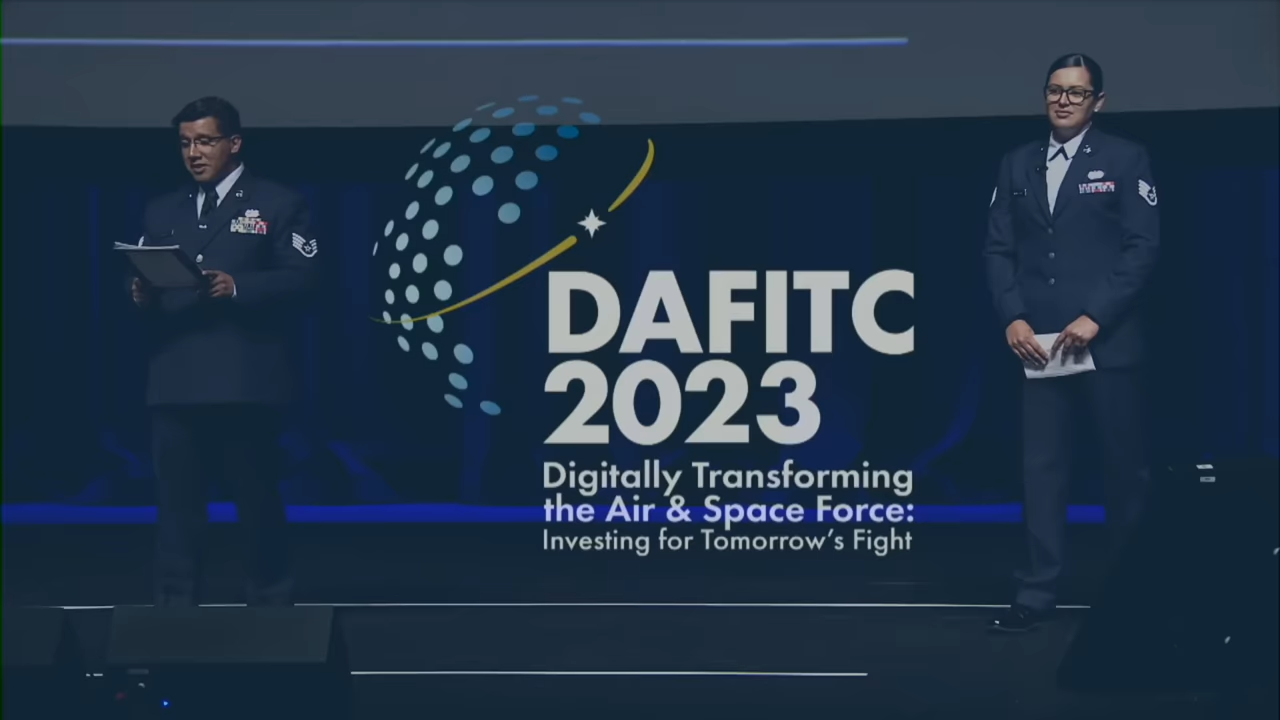 DAFITC
2023
Digitally Transforming
the Air & Space Force:
Investing for Tomorrow's Fight